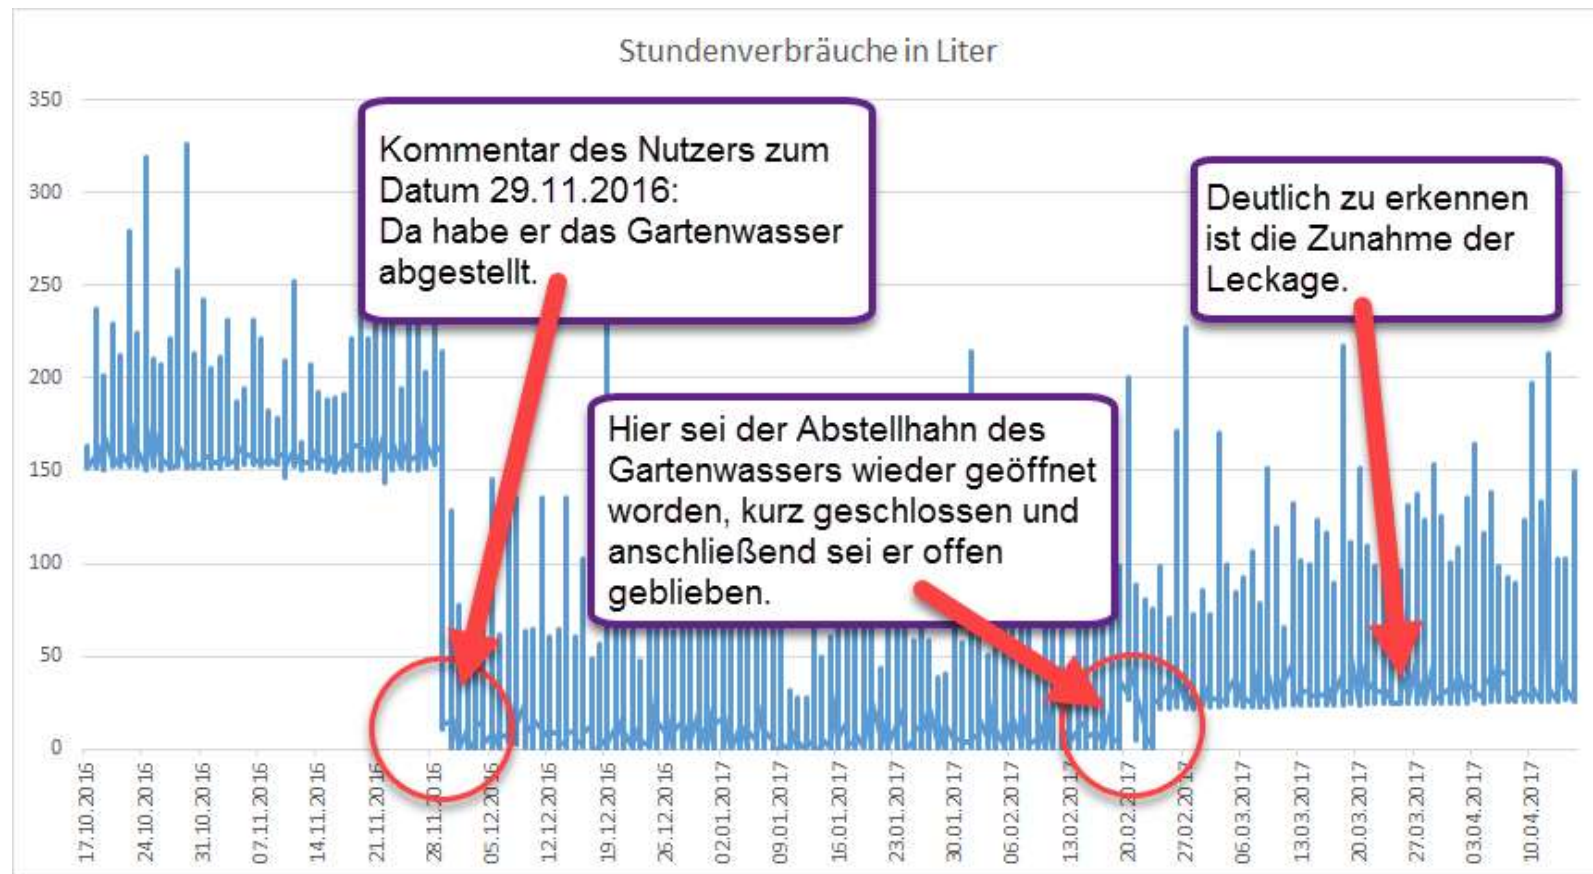 Stundenverbräuche in Liter
350
300
250
200
150
100
50
0
Kommentar des Nutzers zum
Datum 29.11.2016:
Da habe er das Gartenwasser
abgestellt.
Hier sei der Abstellhahn des
Gartenwassers wieder geöffnet
worden, kurz geschlossen und
anschließend sei er offen
geblieben.
Deutlich zu erkennen
ist die Zunahme der
Leckage.
17.10.2016
24.10.2016
31.10.2016
07.11.2016
14.11.2016
21.11.2016
28.11.2016
05.12.2016
12.12.2016
19.12.2016
26.12.2016
02.01.2017
09.01.2017
16.01.2017
23.01.2017
30.01.2017
06.02.2017
13.02.2017
20.02.2017
27.02.2017
06.03.2017
13.03.2017
20.03.2017
27.03.2017
03.04.2017
10.04.2017